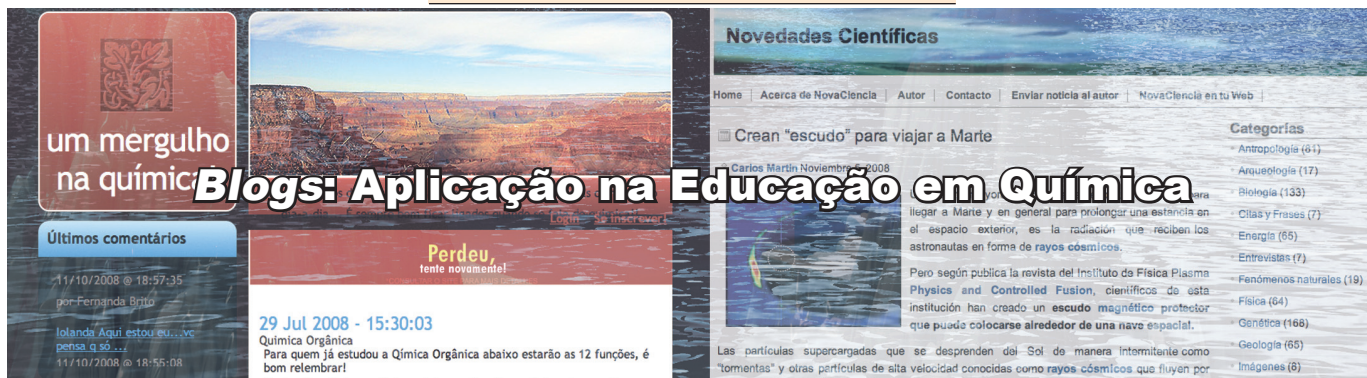 um mergulho
na química
Blogs: Aplicação na Educação em Química
Login Se inscrever!
Últimos comentários
11/10/2008 @ 18:57:35
por Fernanda Brito
Iolanda Aqui estou eu...vc
pensa q só ...
11/10/2008 @ 18:55:08
Perdeu,
tente novamente!
29 Jul 2008 - 15:30:03
Quimica Orgânica
Para quem já estudou a Qímica Orgânica abaixo estarão as 12 funções, é
bom relembrar!
Novedades Científicas
Home Acerca de NovaCiencia Autor Contacto Enviar noticia al autor NovaCiencia en tu Web
Crean “escudo” para viajar a Marte
Carlos Martin Noviembre 5, 2008
para
llegar a Marte y en general para prolongar una estancia en
el espacio exterior, es la radiación que reciben los
astronautas en forma de rayos cósmicos.
Pero según publica la revista del Instituto de Física Plasma
Physics and Controlled Fusion, científicos de esta
institución han creado un escudo magnético protector
que puede colocarse alrededor de una nave espacial.
Las partículas supercargadas que se desprenden del Sol de manera intermitente como
“tormentas” y otras partículas de alta velocidad conocidas como rayos cósmicos que fluyen por
Categorías
Antropología (61)
Arqueología (17)
Biología (133)
Citas y Frases (7)
Energía (65)
Entrevistas (7)
Fenómenos naturales (19)
Física (64)
Genética (168)
Geología (65)
Imágenes (6)